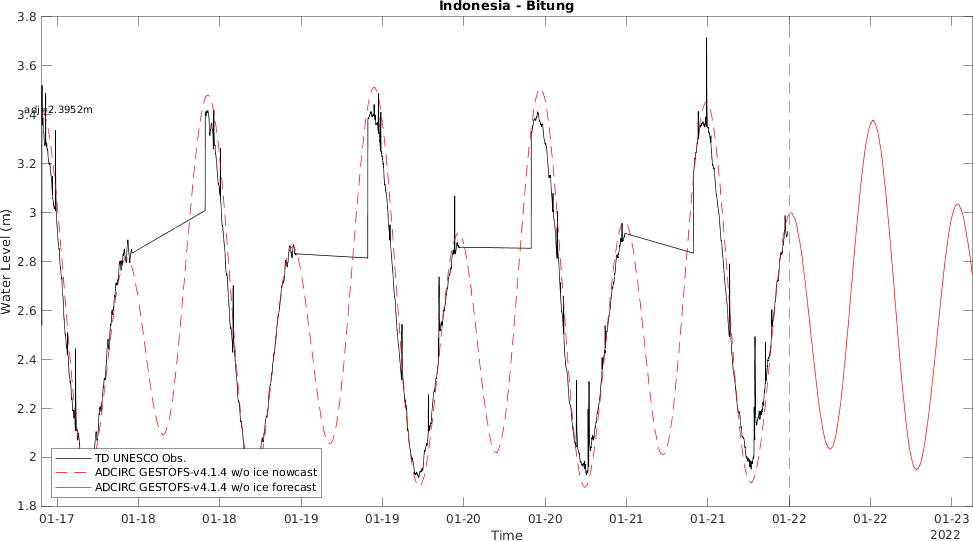 Indonesia - Bitung
3.8
3.6
3.4
3.2
3
2.8
2.6
2.4
2.2
2
1.8
adj=2.3952m
Water Level (m)
TD UNESCO Obs.
ADCIRC GESTOFS-v4.1.4 w/o ice nowcast
ADCIRC GESTOFS-v4.1.4 w/o ice forecast
01-17 01-18 01-18 01-19 01-19 01-20 01-20 01-21 01-21 01-22 01-22 01-23
Time
2022